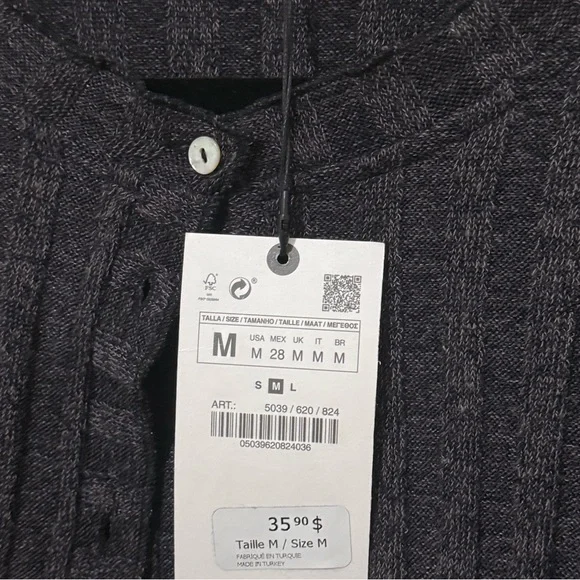 FSC
®
TALLA / SIZE / TAMANHO / TAILLE / MAAT / ΜΕΓΕΘΟΣ
M
USA MEX UK IT BR
M 28 M M M
S M L
ART.: 5039 / 620 / 824
05039620824036
35 90 $
Taille M / Size M
FABRIQUÉ EN TURQUIE
MADE IN TURKEY